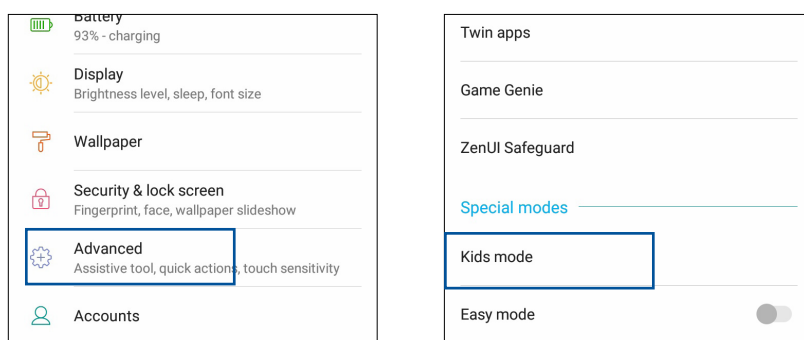 Battery
93% - charging
Display
Brightness level, sleep, font size
Wallpaper
Security & lock screen
Fingerprint, face, wallpaper slideshow
Advanced
Assistive tool, quick actions, touch sensitivity
Accounts
Twin apps
Game Genie
ZenUI Safeguard
Special modes
Kids mode
Easy mode